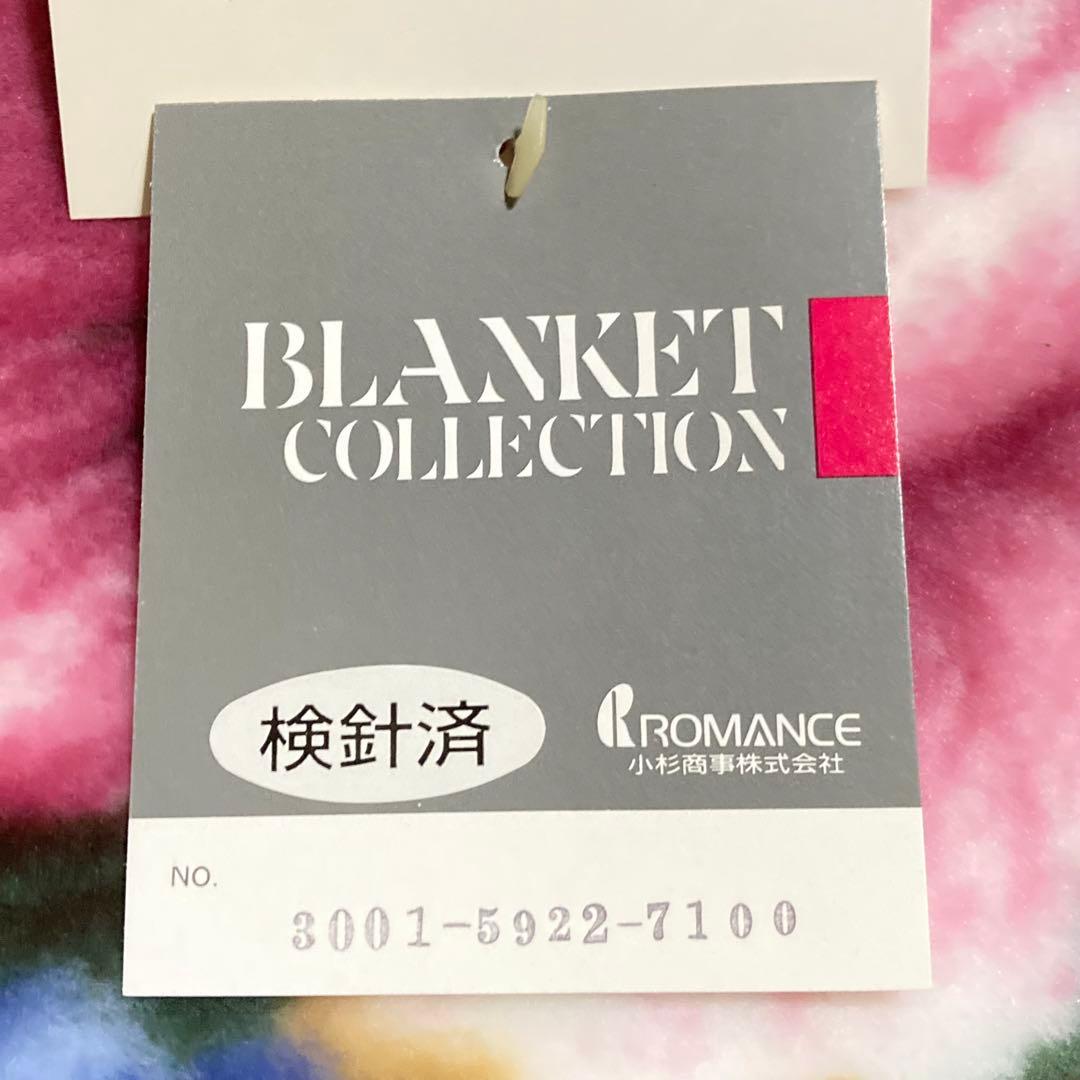 BLANKET
COLLECTION
検針済
ROMANCE
小杉商事株式会社
NO.
3001-5922-7100